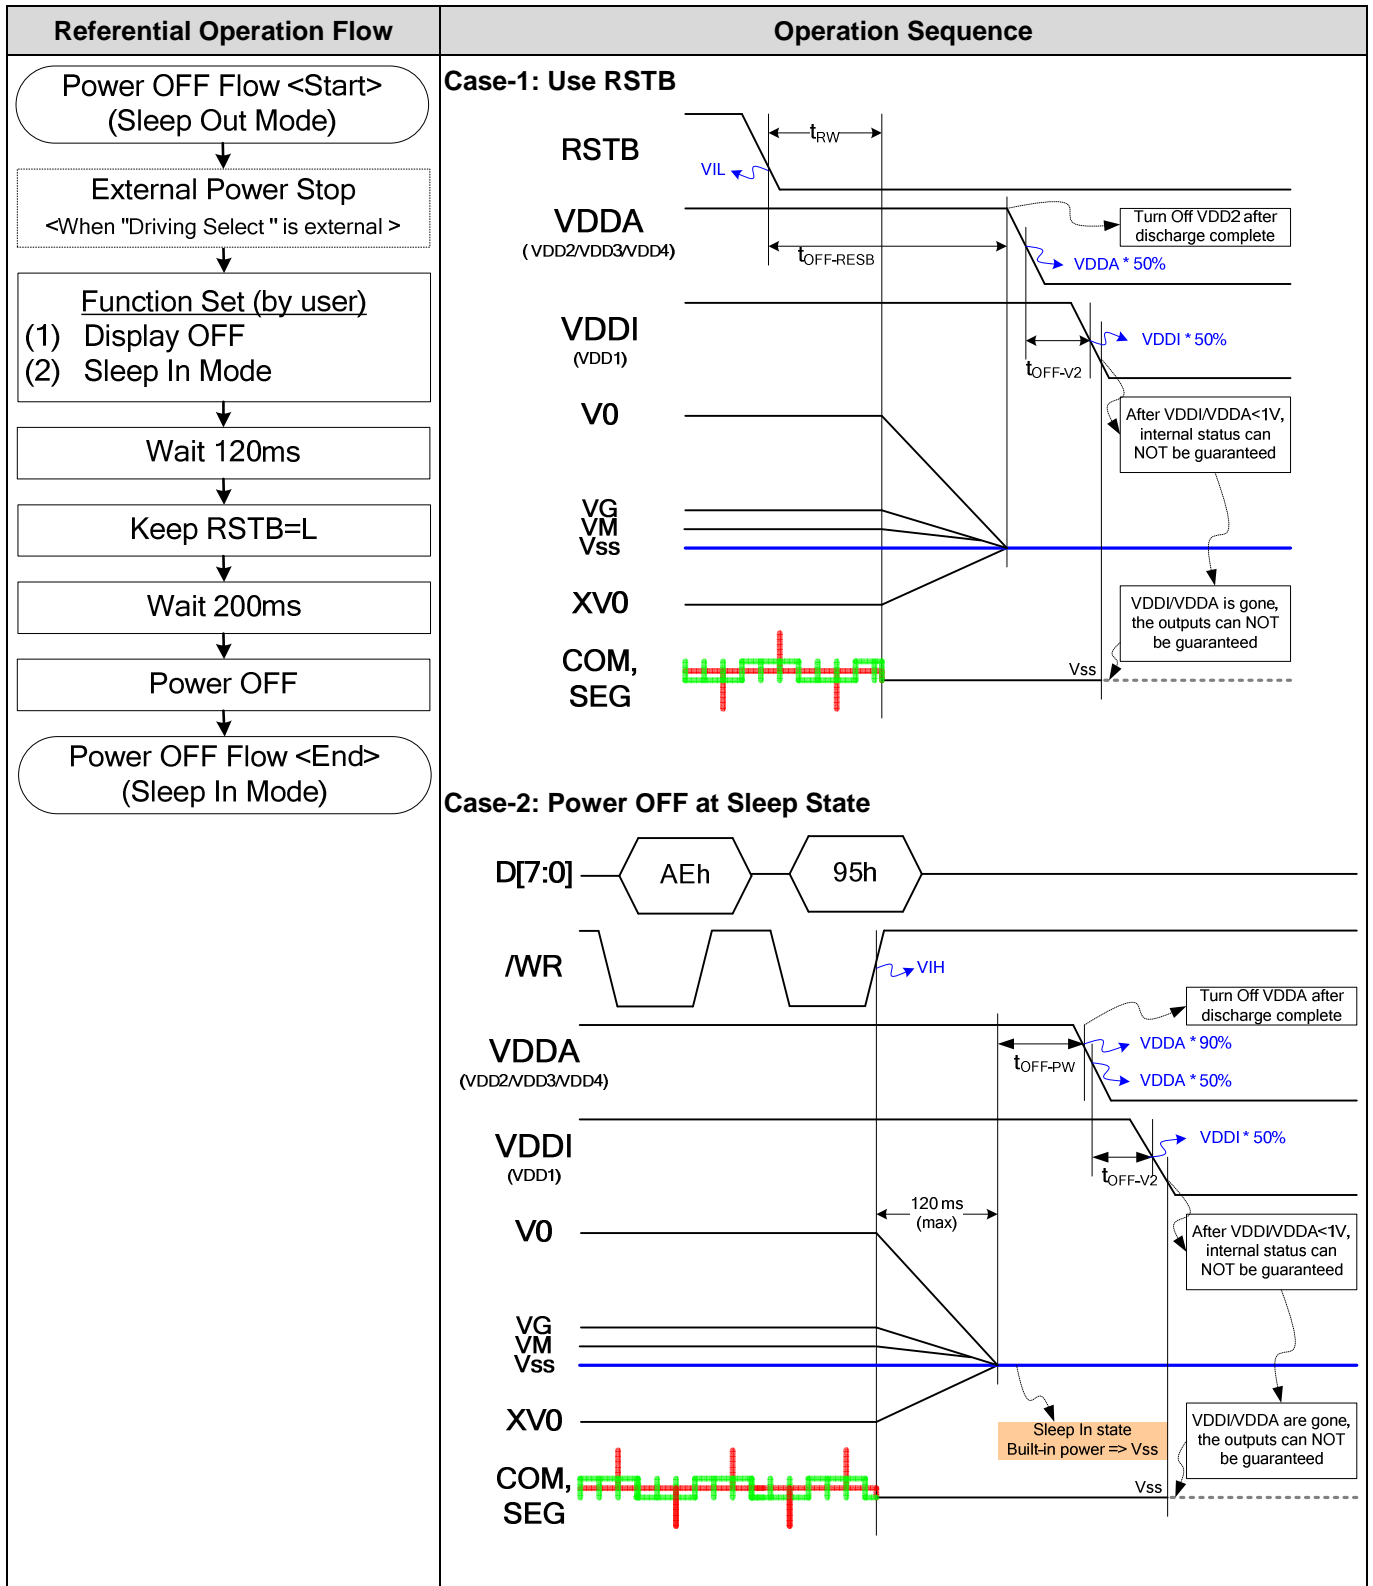 Referential Operation Flow
Operation Sequence
Power OFF Flow <Start>
(Sleep Out Mode)
External Power Stop
<When "Driving Select " is external >
Function Set (by user)
(1) Display OFF
(2) Sleep In Mode
Wait 120ms
Keep RSTB=L
Wait 200ms
Power OFF
Power OFF Flow <End>
(Sleep In Mode)
Case-1: Use RSTB
RSTB
tRW
VIL
VDDA
(VDD2/VDD3/VDD4)
Turn Off VDD2 after
discharge complete
tOFF-RESB
VDDA * 50%
VDDI
(VDD1)
VDDI * 50%
tOFF-V2
V0
After VDDI/VDDA<1V,
internal status can
NOT be guaranteed
VG
VM
Vss
XV0
VDDI/VDDA is gone,
the outputs can NOT
be guaranteed
COM,
SEG
Vss
Case-2: Power OFF at Sleep State
D[7:0]
AEh
95h
/WR
VIH
Turn Off VDDA after
discharge complete
VDDA
(VDD2/VDD3/VDD4)
tOFF-PW
VDDA * 90%
VDDA * 50%
VDDI
(VDD1)
VDDI * 50%
tOFF-V2
120 ms
(max)
V0
After VDDI/VDDA<1V,
internal status can
NOT be guaranteed
VG
VM
Vss
XV0
Sleep In state
Built-in power => Vss
VDDI/VDDA are gone,
the outputs can NOT
be guaranteed
COM,
SEG
Vss